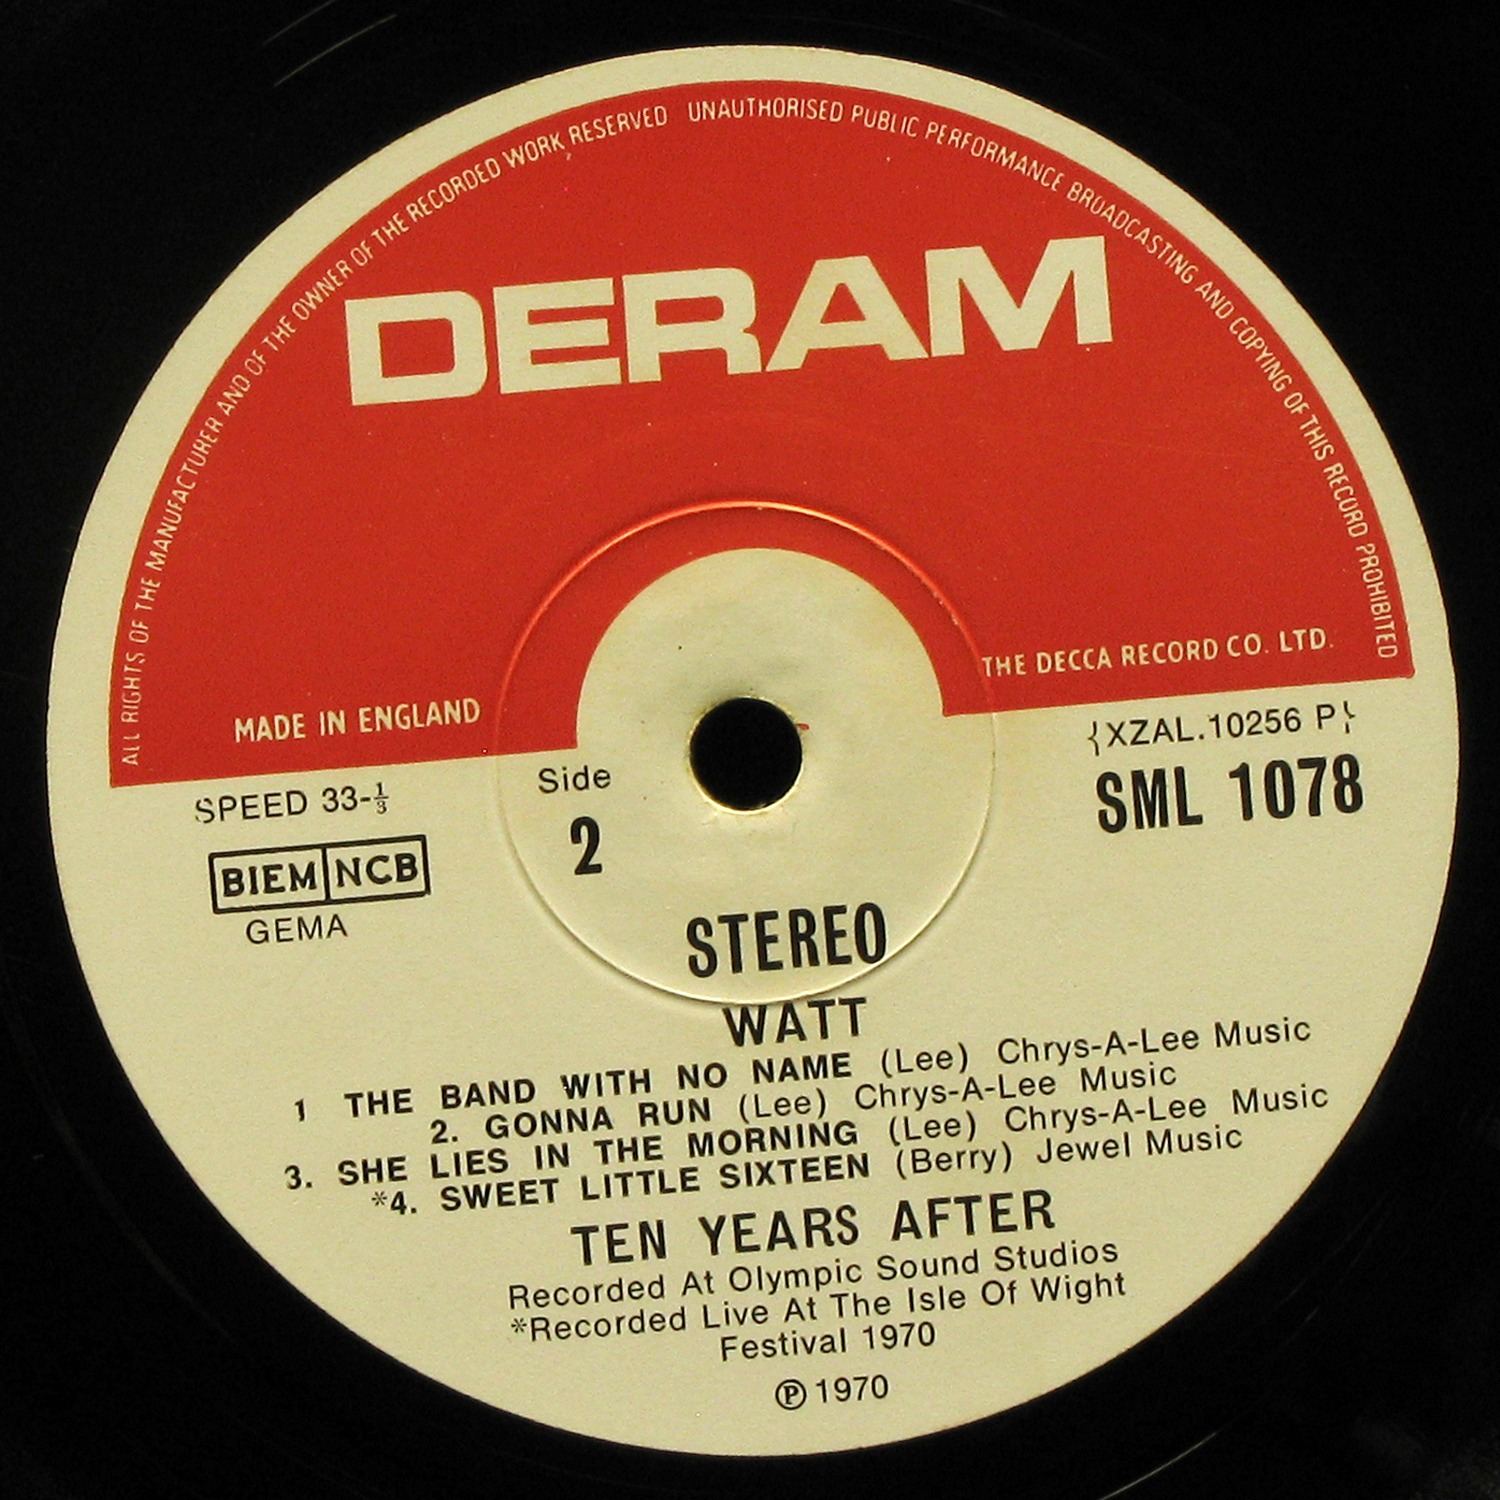 ALL RIGHTS OF THE MANUFACTURER AND OF THE OWNER OF THE RECORDED WORK RESERVED UNAUTHORISED PUBLIC PERFORMANCE BROADCASTING AND COPYING OF THIS RECORD PROHIBITED
DERAM
MADE IN ENGLAND
THE DECCA RECORD CO. LTD.
SPEED 33-⅓
{XZAL.10256 P}
SML 1078
BIEM NCB
GEMA
Side
2
STEREO
WATT
1 THE BAND WITH NO NAME (Lee) Chrys-A-Lee Music
2. GONNA RUN (Lee) Chrys-A-Lee Music
3. SHE LIES IN THE MORNING (Lee) Chrys-A-Lee Music
*4. SWEET LITTLE SIXTEEN (Berry) Jewel Music
TEN YEARS AFTER
Recorded At Olympic Sound Studios
*Recorded Live At The Isle Of Wight
Festival 1970
℗ 1970